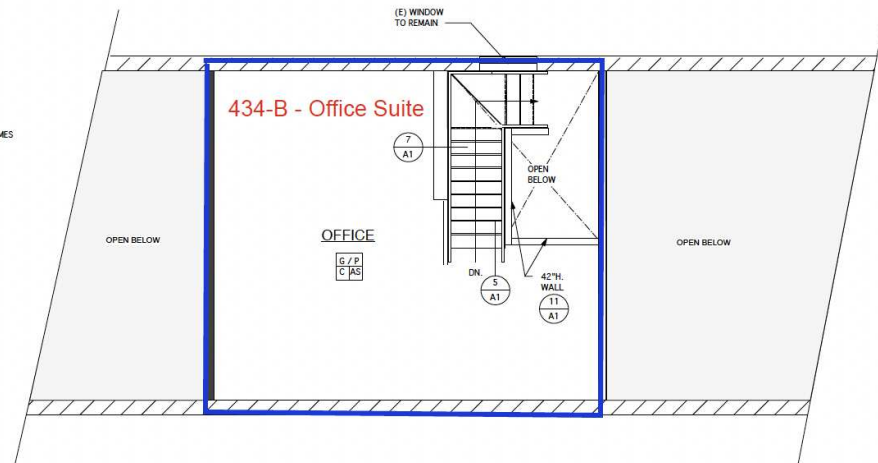 (E) WINDOW
TO REMAIN
434-B - Office Suite
MES
7
A1
OPEN
BELOW
OPEN BELOW
OFFICE
OPEN BELOW
G / P
C AS
DN.
5
A1
42"H.
WALL
11
A1